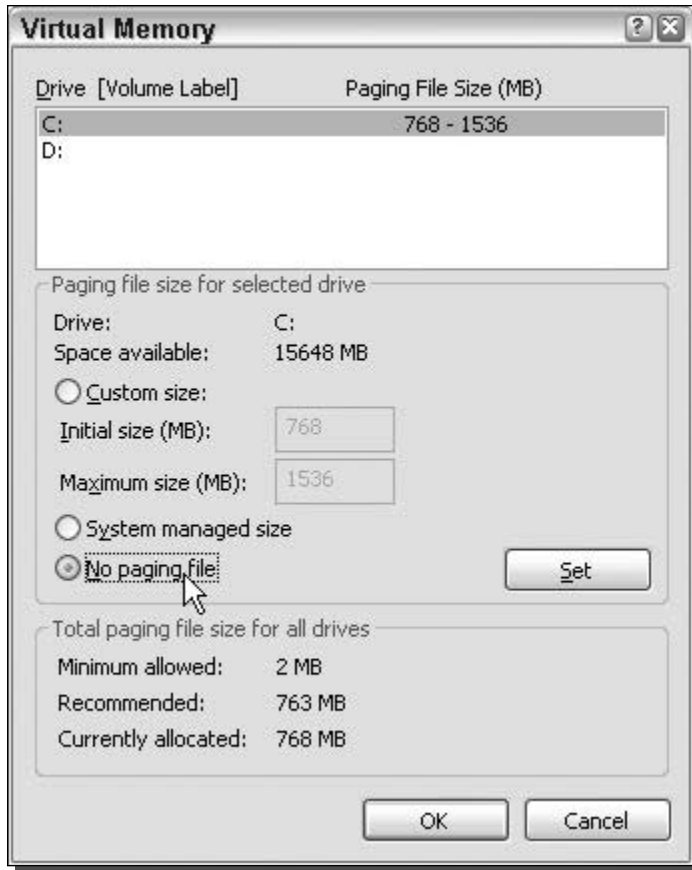 Virtual Memory
Drive [Volume Label] Paging File Size (MB)
C: 768 - 1536
D:
Paging file size for selected drive
Drive: C:
Space available: 15648 MB
Custom size:
Initial size (MB): 768
Maximum size (MB): 1536
System managed size
No paging file
Set
Total paging file size for all drives
Minimum allowed: 2 MB
Recommended: 763 MB
Currently allocated: 768 MB
OK Cancel